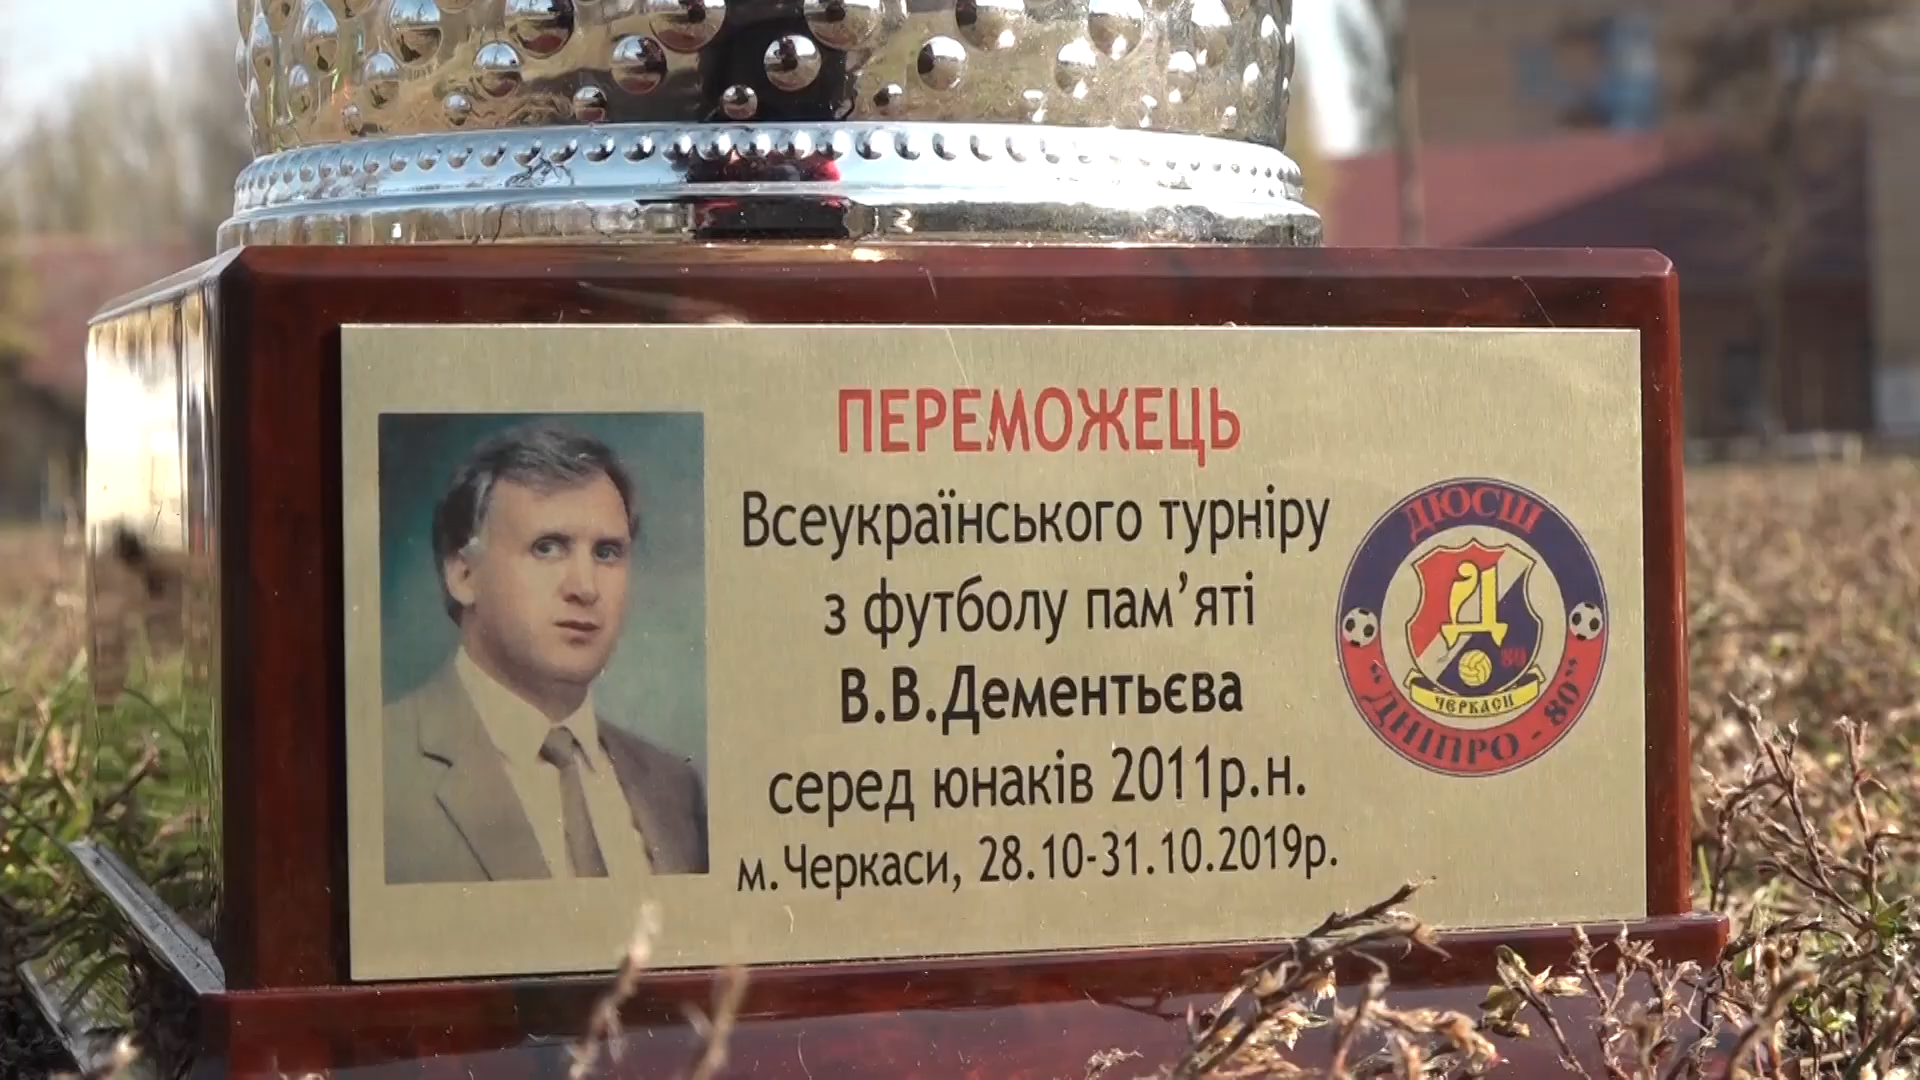 ПЕРЕМОЖЕЦЬ
Всеукраїнського турніру
з футболу пам’яті
В.В.Дементьєва
серед юнаків 2011р.н.
м.Черкаси, 28.10-31.10.2019р.
ДЮСШ
Д
80
ЧЕРКАСИ
“ДНІПРО - 80”